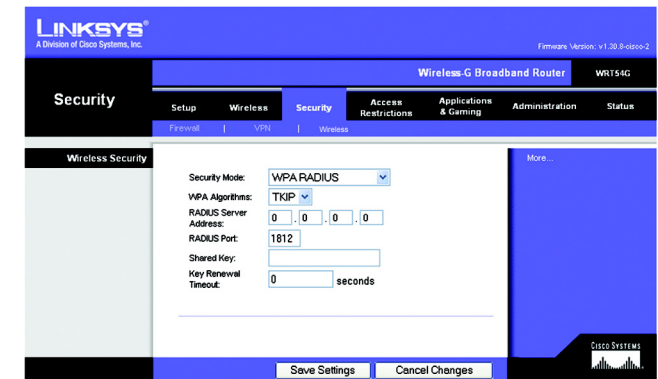 LINKSYS®
A Division of Cisco Systems, Inc.
Firmware Version: v1.30.8-cisco-2
Wireless-G Broadband Router WRT54G
Security
Setup Wireless Security Access Restrictions Applications & Gaming Administration Status
Firewall | VPN | Wireless
Wireless Security
More...
Security Mode: WPA RADIUS
WPA Algorithms: TKIP
RADIUS Server Address: 0 . 0 . 0 . 0
RADIUS Port: 1812
Shared Key:
Key Renewal Timeout: 0 seconds
CISCO SYSTEMS
Save Settings Cancel Changes